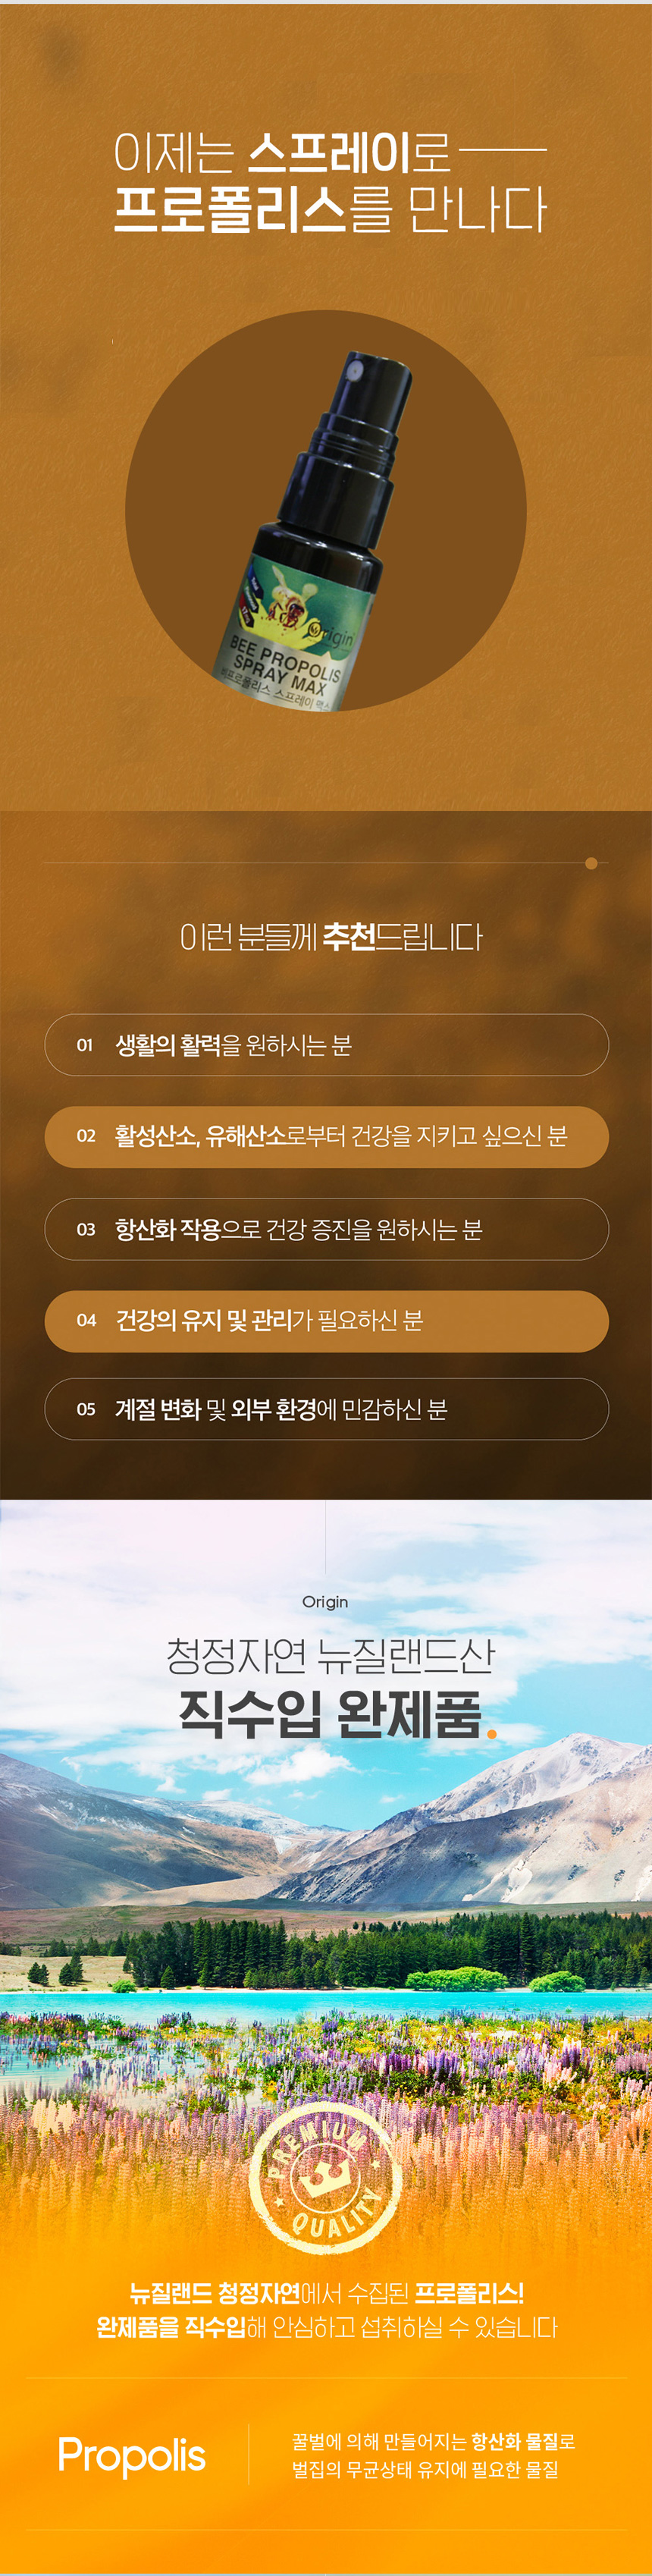 이제는 스프레이로
프로폴리스를 만나다
Origin
BEE PROPOLIS
SPRAY MAX
비프로폴리스 스프레이 맥스
이런 분들께 추천드립니다
01 생활의 활력을 원하시는 분
02 활성산소, 유해산소로부터 건강을 지키고 싶으신 분
03 항산화 작용으로 건강 증진을 원하시는 분
04 건강의 유지 및 관리가 필요하신 분
05 계절 변화 및 외부 환경에 민감하신 분
Origin
청정자연 뉴질랜드산
직수입 완제품.
PREMIUM
QUALITY
뉴질랜드 청정자연에서 수집된 프로폴리스!
완제품을 직수입해 안심하고 섭취하실 수 있습니다
Propolis
꿀벌에 의해 만들어지는 항산화 물질로
벌집의 무균상태 유지에 필요한 물질